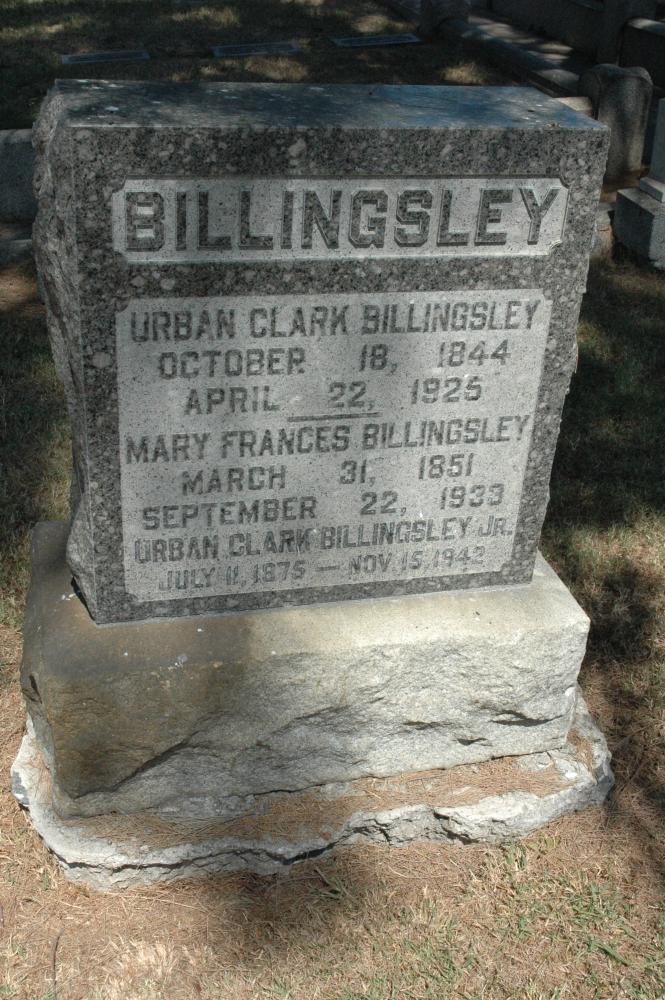 BILLINGSLEY
URBAN CLARK BILLINGSLEY
OCTOBER 18, 1844
APRIL 22, 1925
MARY FRANCES BILLINGSLEY
MARCH 31, 1851
SEPTEMBER 22, 1933
URBAN CLARK BILLINGSLEY JR.
JULY 11, 1875 — NOV. 15, 1942